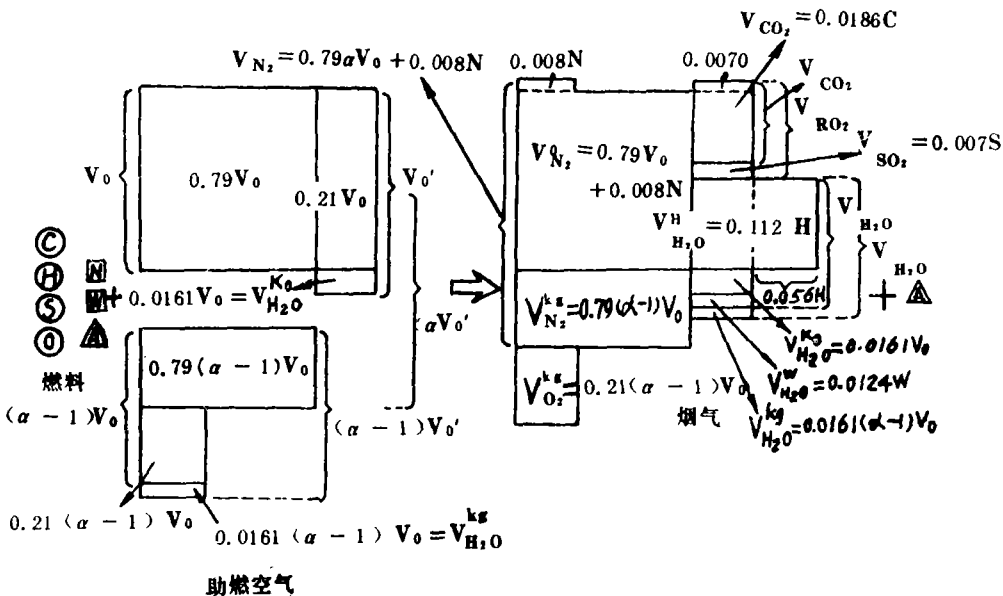 V_CO₂ = 0.0186C
V_N₂ = 0.79αV₀ + 0.008N
0.008N
0.0070
V_CO₂
V_RO₂
V_SO₂ = 0.007S
V₀
0.79V₀
0.21V₀
V₀′
V⁰_N₂ = 0.79V₀
+ 0.008N
V^H_H₂O = 0.112 H
V_H₂O
V_H₂O
+ A
C
H N
S W + 0.0161V₀ = V^K₀_H₂O
O A
燃料
αV₀′
0.056H
V^kg_N₂ = 0.79(α-1)V₀
V^K₀_H₂O = 0.0161V₀
V^W_H₂O = 0.0124W
V^kg_H₂O = 0.0161(α-1)V₀
V^kg_O₂ = 0.21(α-1)V₀
烟气
(α-1)V₀
0.79(α-1)V₀
(α-1)V₀′
0.21(α-1) V₀
0.0161(α-1) V₀ = V^kg_H₂O
助燃空气